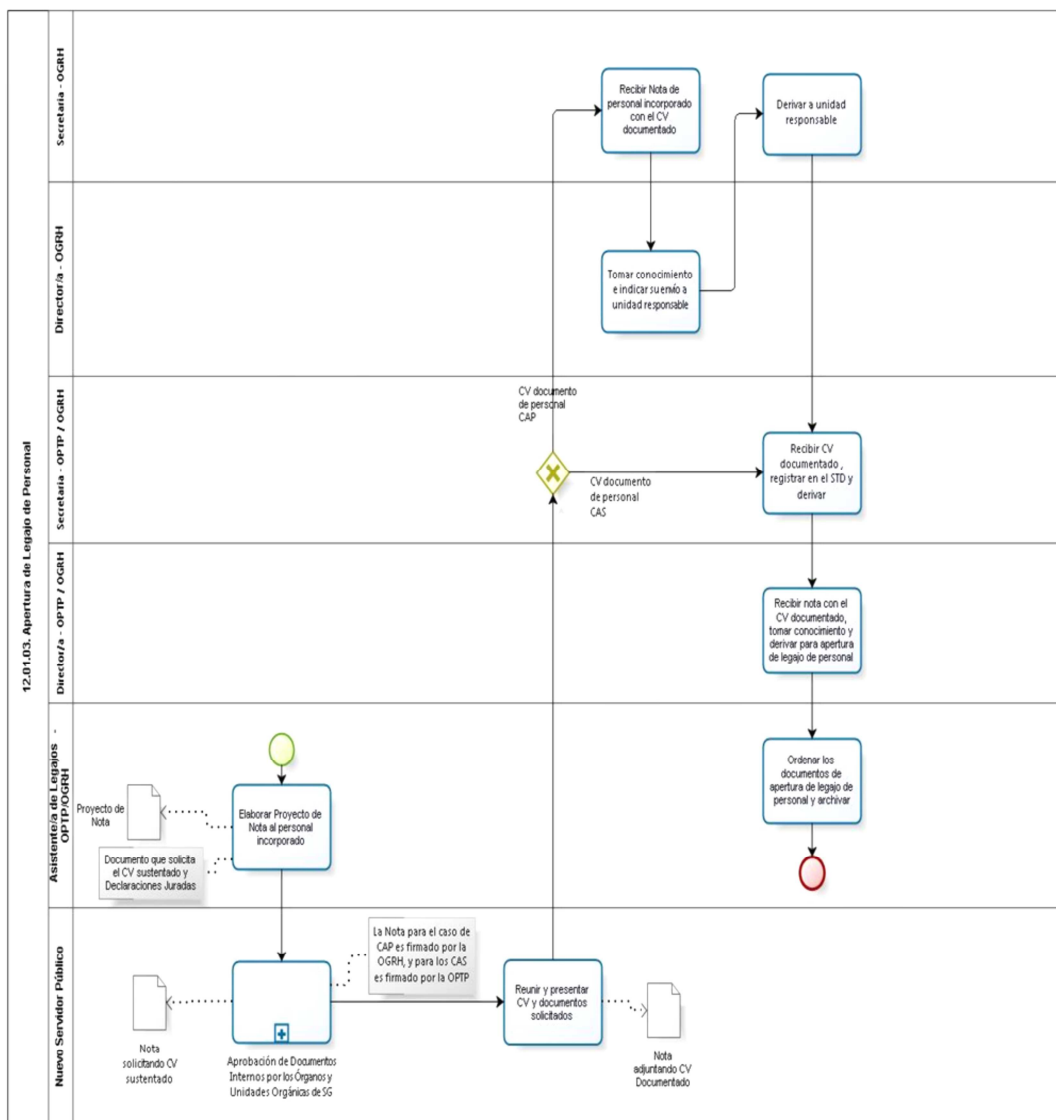 12.01.03. Apertura de Legajo de Personal
Secretaria - OGRH
Recibir Nota de
personal incorporado
con el CV
documentado
Derivar a unidad
responsable
Director/a - OGRH
Tomar conocimiento
e indicar su envío a
unidad responsable
Secretaria - OPTP / OGRH
CV documento
de personal
CAP
CV documento
de personal
CAS
Recibir CV
documentado ,
registrar en el STD y
derivar
Director/a - OPTP / OGRH
Recibir nota con el
CV documentado,
tomar conocimiento y
derivar para apertura
de legajo de personal
Asistente/a de Legajos -
OPTP/OGRH
Proyecto de
Nota
Elaborar Proyecto de
Nota al personal
incorporado
Documento que solicita
el CV sustentado y
Declaraciones Juradas
Ordenar los
documentos de
apertura de legajo de
personal y archivar
Nuevo Servidor Público
Nota
solicitando CV
sustentado
Aprobación de Documentos
Internos por los Órganos y
Unidades Orgánicas de SG
La Nota para el caso de
CAP es firmado por la
OGRH, y para los CAS
es firmado por la OPTP
Reunir y presentar
CV y documentos
solicitados
Nota
adjuntando CV
Documentado